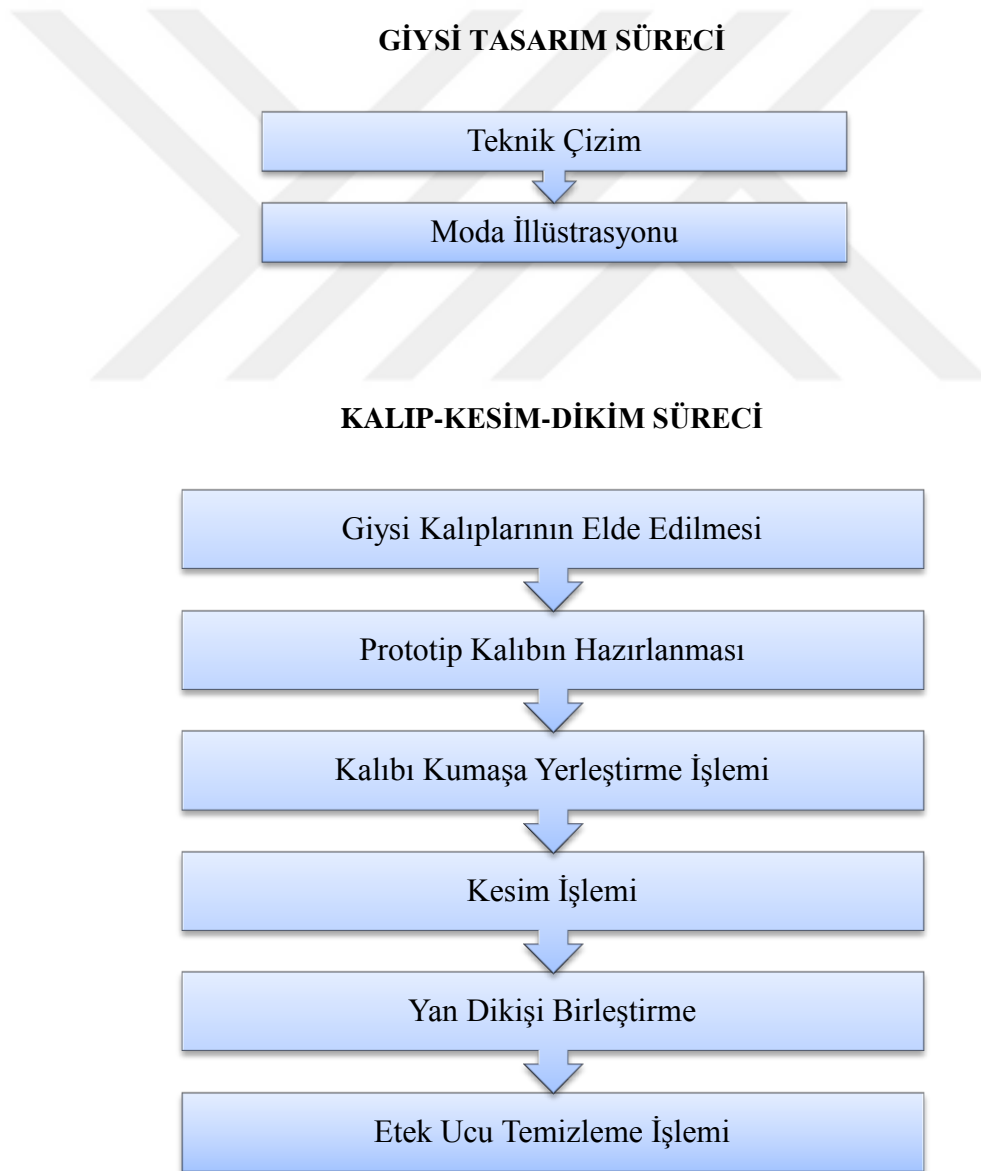 GİYSİ TASARIM SÜRECİ
Teknik Çizim
Moda İllüstrasyonu
KALIP-KESİM-DİKİM SÜRECİ
Giysi Kalıplarının Elde Edilmesi
Prototip Kalıbın Hazırlanması
Kalıbı Kumaşa Yerleştirme İşlemi
Kesim İşlemi
Yan Dikişi Birleştirme
Etek Ucu Temizleme İşlemi